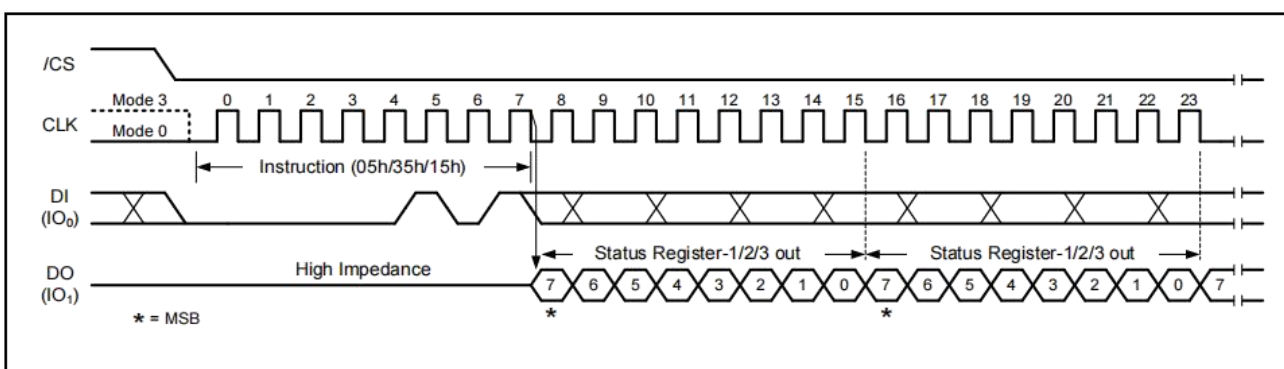 /CS
Mode 3
0 1 2 3 4 5 6 7 8 9 10 11 12 13 14 15 16 17 18 19 20 21 22 23
CLK
Mode 0
Instruction (05h/35h/15h)
DI
(IO0)
Status Register-1/2/3 out Status Register-1/2/3 out
DO
(IO1)
High Impedance
7 6 5 4 3 2 1 0 7 6 5 4 3 2 1 0 7
* *
* = MSB